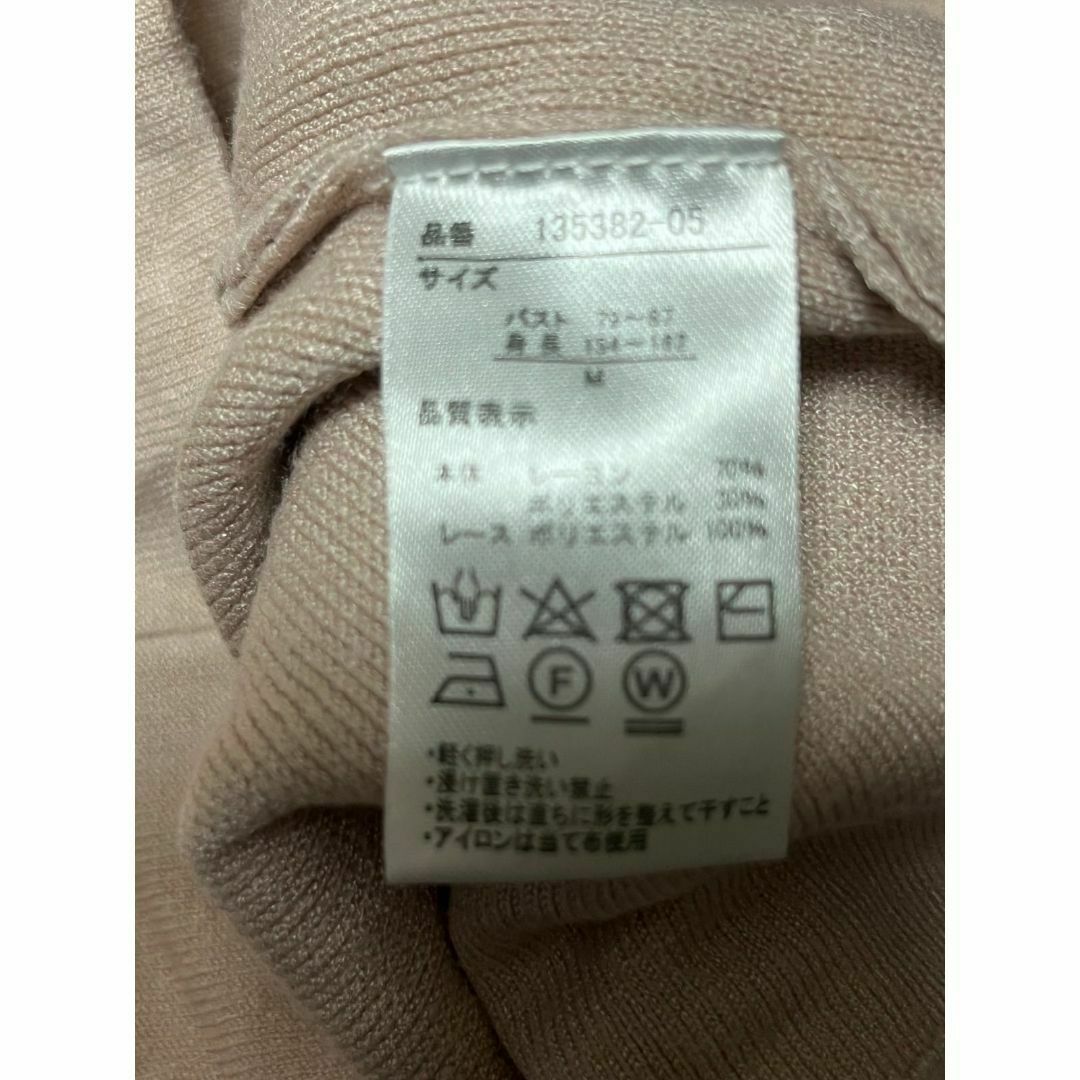 品番 135382-05
サイズ
バスト 79~87
身長 154~162
M
品質表示
本体 レーヨン 70%
ポリエステル 30%
レース ポリエステル 100%
F W
・軽く押し洗い
・浸け置き洗い禁止
・洗濯後は直ちに形を整えて干すこと
・アイロンは当て布使用